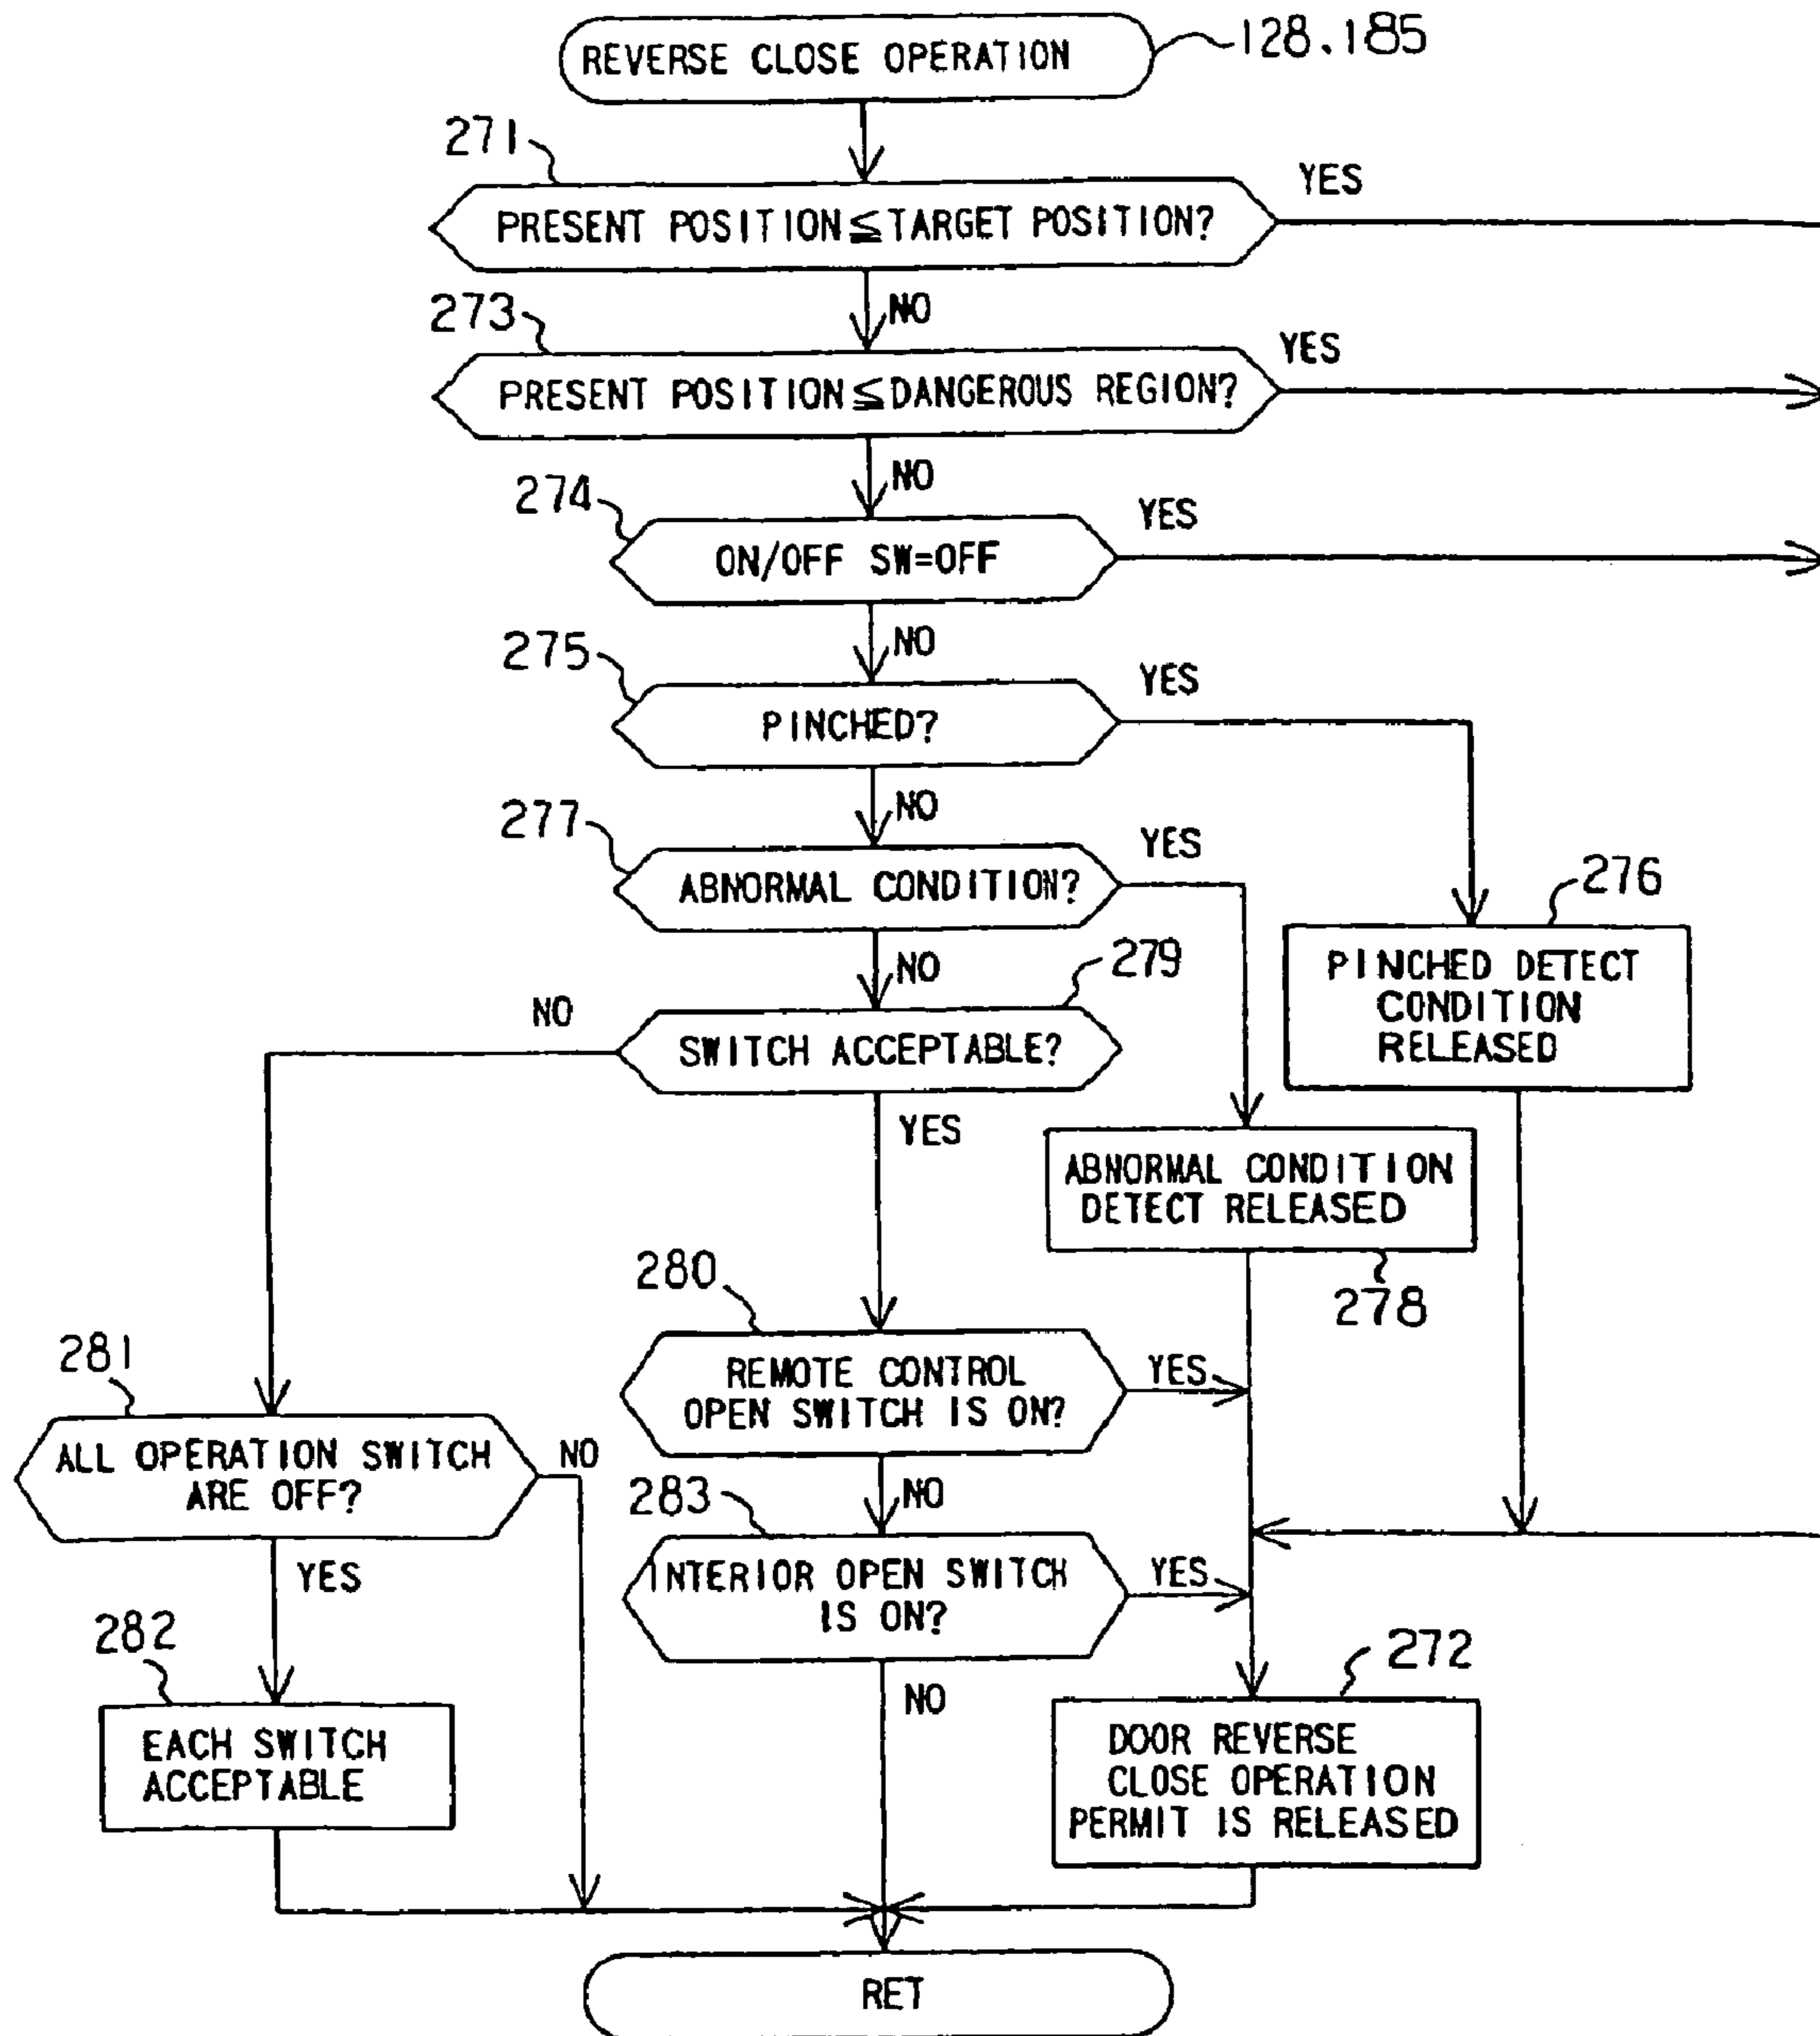 REVERSE CLOSE OPERATION
128.185
271
PRESENT POSITION≦TARGET POSITION?
YES
NO
273
PRESENT POSITION≦DANGEROUS REGION?
YES
NO
274
ON/OFF SW=OFF
YES
NO
275
PINCHED?
YES
NO
277
ABNORMAL CONDITION?
YES
NO
276
PINCHED DETECT
CONDITION
RELEASED
279
SWITCH ACCEPTABLE?
NO
YES
ABNORMAL CONDITION
DETECT RELEASED
278
280
REMOTE CONTROL
OPEN SWITCH IS ON?
YES
NO
281
ALL OPERATION SWITCH
ARE OFF?
NO
YES
283
INTERIOR OPEN SWITCH
IS ON?
YES
NO
282
EACH SWITCH
ACCEPTABLE
272
DOOR REVERSE
CLOSE OPERATION
PERMIT IS RELEASED
RET